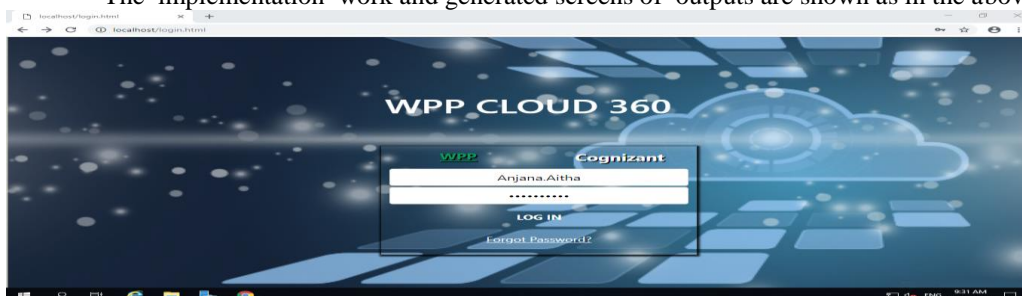 The implementation work and generated screens of outputs are shown as in the abov
localhost/login.html × +
localhost/login.html
WPP CLOUD 360
WPP Cognizant
Anjana.Aitha
••••••••••
LOG IN
Forgot Password?
ENG 9:31 AM